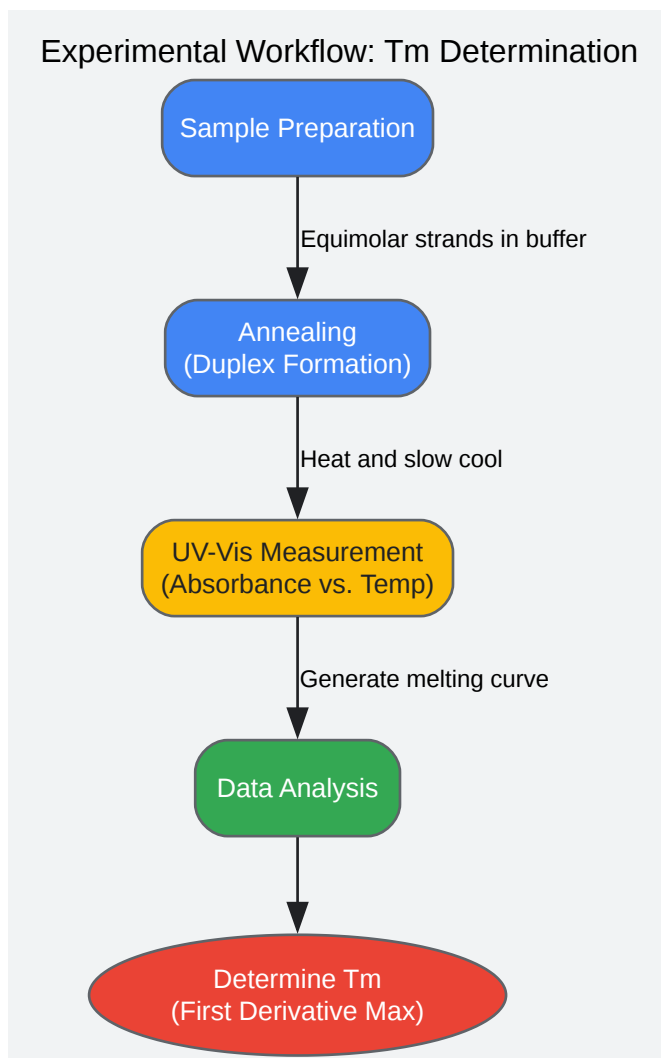 Experimental Workflow: Tm Determination
Sample Preparation
Equimolar strands in buffer
Annealing
(Duplex Formation)
Heat and slow cool
UV-Vis Measurement
(Absorbance vs. Temp)
Generate melting curve
Data Analysis
Determine Tm
(First Derivative Max)